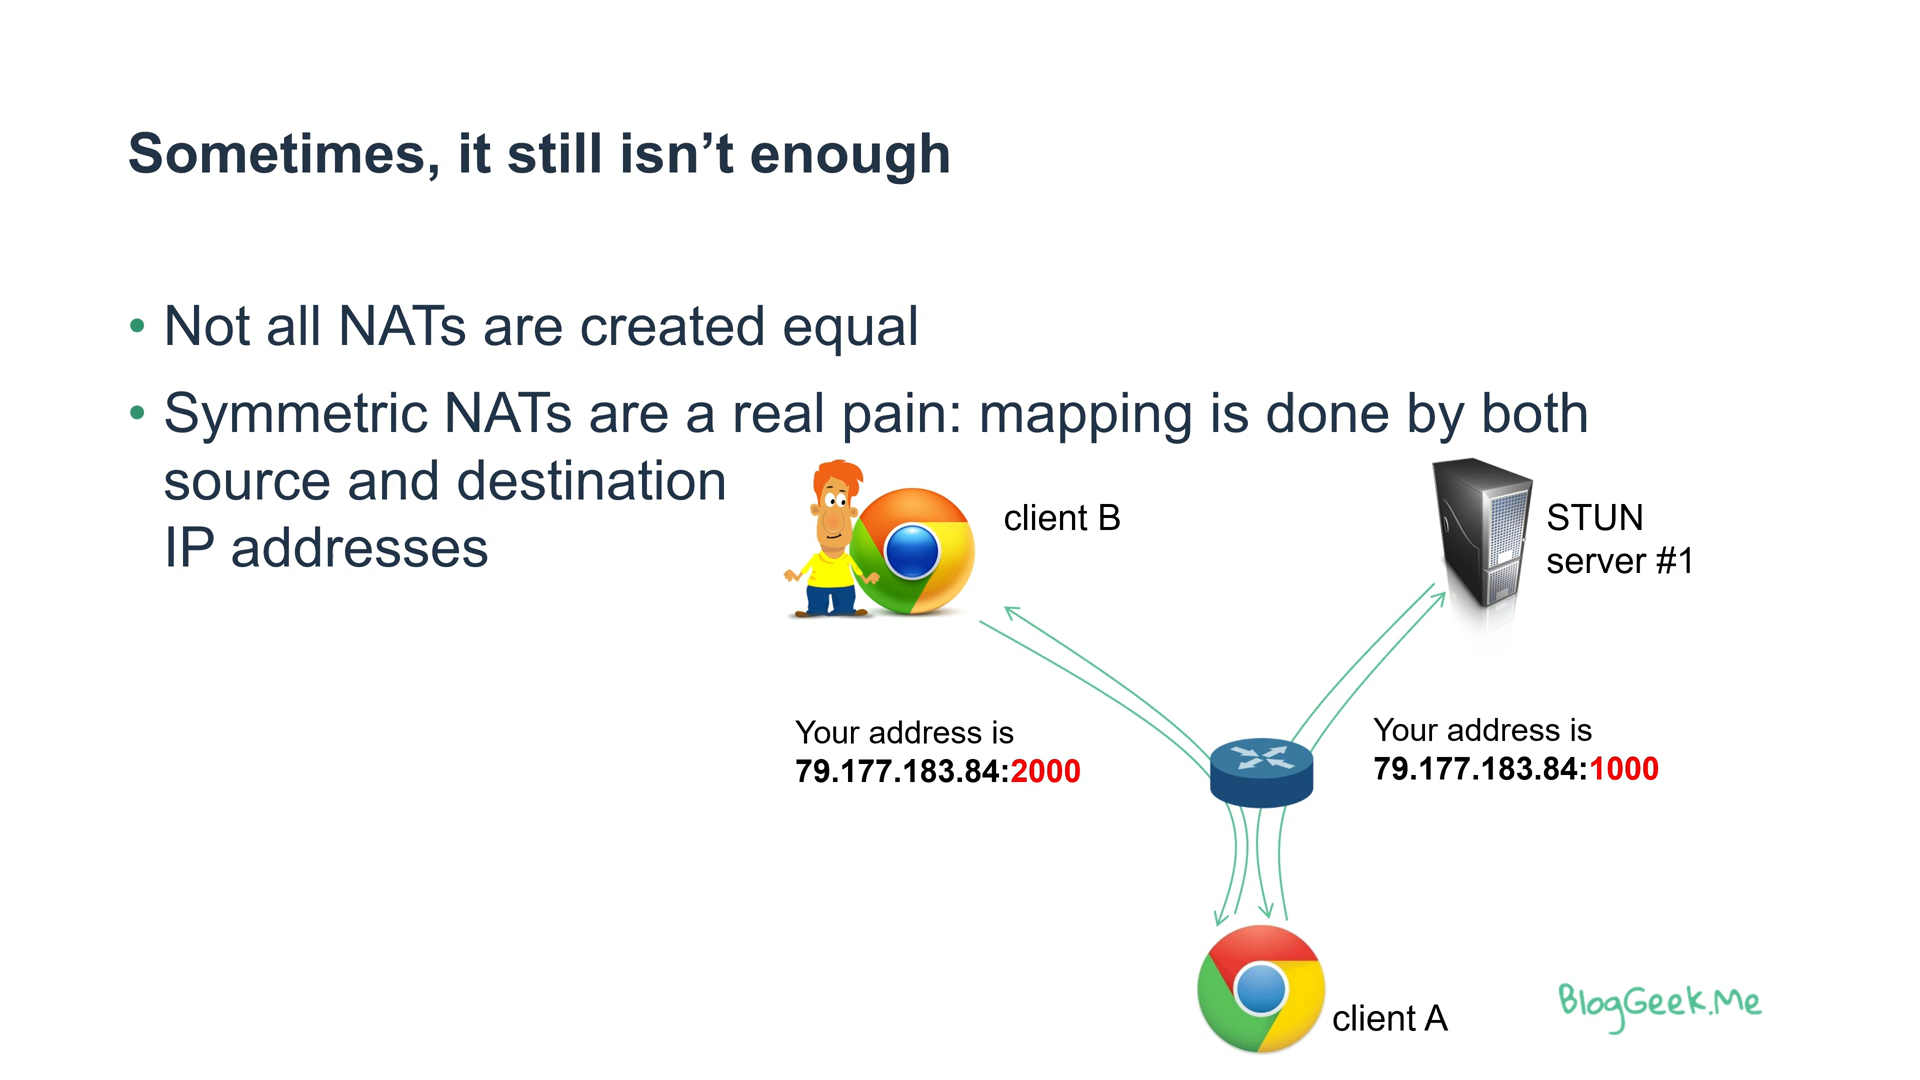 Sometimes, it still isn’t enough
• Not all NATs are created equal
• Symmetric NATs are a real pain: mapping is done by both
source and destination
IP addresses
client B
STUN
server #1
Your address is
79.177.183.84:2000
Your address is
79.177.183.84:1000
client A
BlogGeek.Me